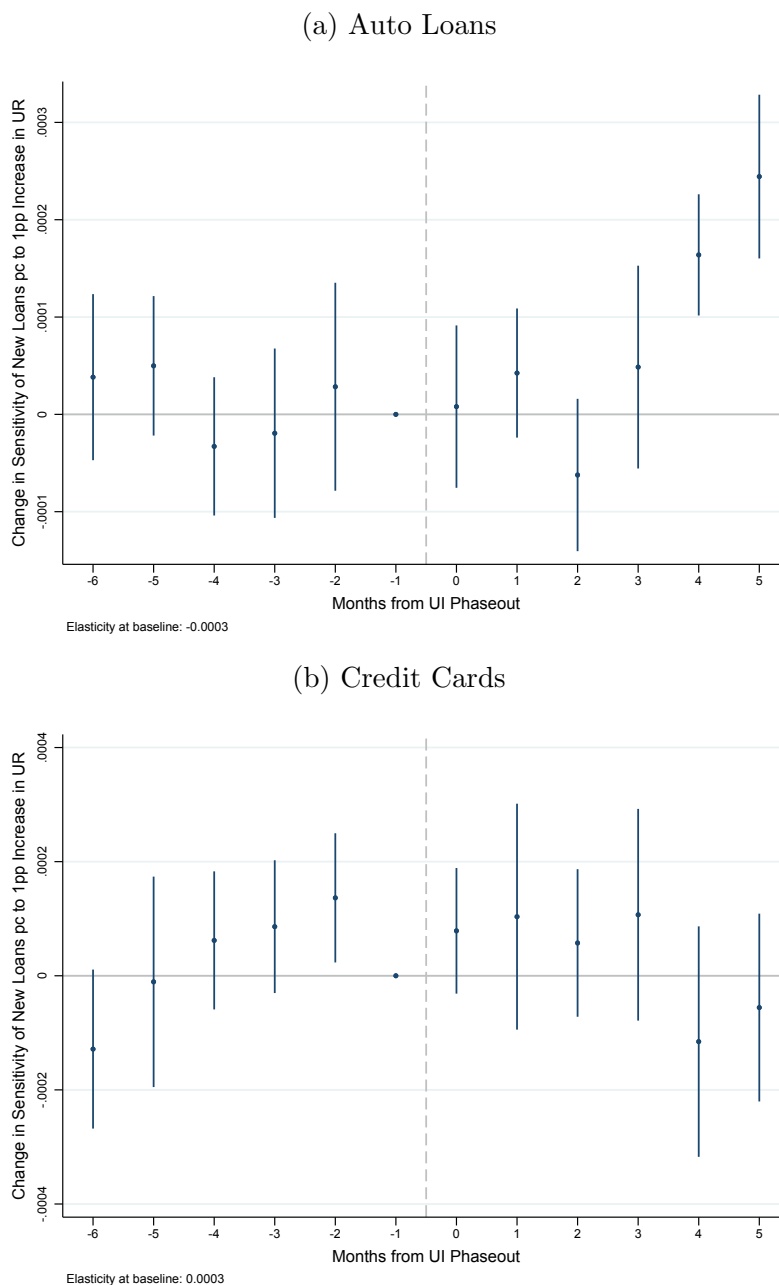 (a) Auto Loans
Change in Sensitivity of New Loans pc to 1pp Increase in UR
.0003
.0002
.0001
0
-.0001
-6 -5 -4 -3 -2 -1 0 1 2 3 4 5
Months from UI Phaseout
Elasticity at baseline: -0.0003
(b) Credit Cards
Change in Sensitivity of New Loans pc to 1pp Increase in UR
.0004
.0002
0
-.0002
-.0004
-6 -5 -4 -3 -2 -1 0 1 2 3 4 5
Months from UI Phaseout
Elasticity at baseline: 0.0003